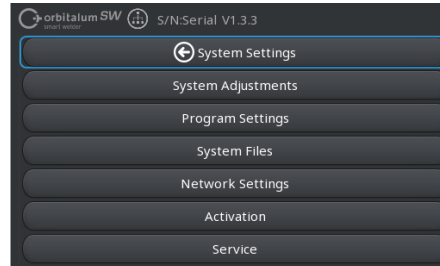 orbitalum SW S/N:Serial V1.3.3
smart welder
System Settings
System Adjustments
Program Settings
System Files
Network Settings
Activation
Service